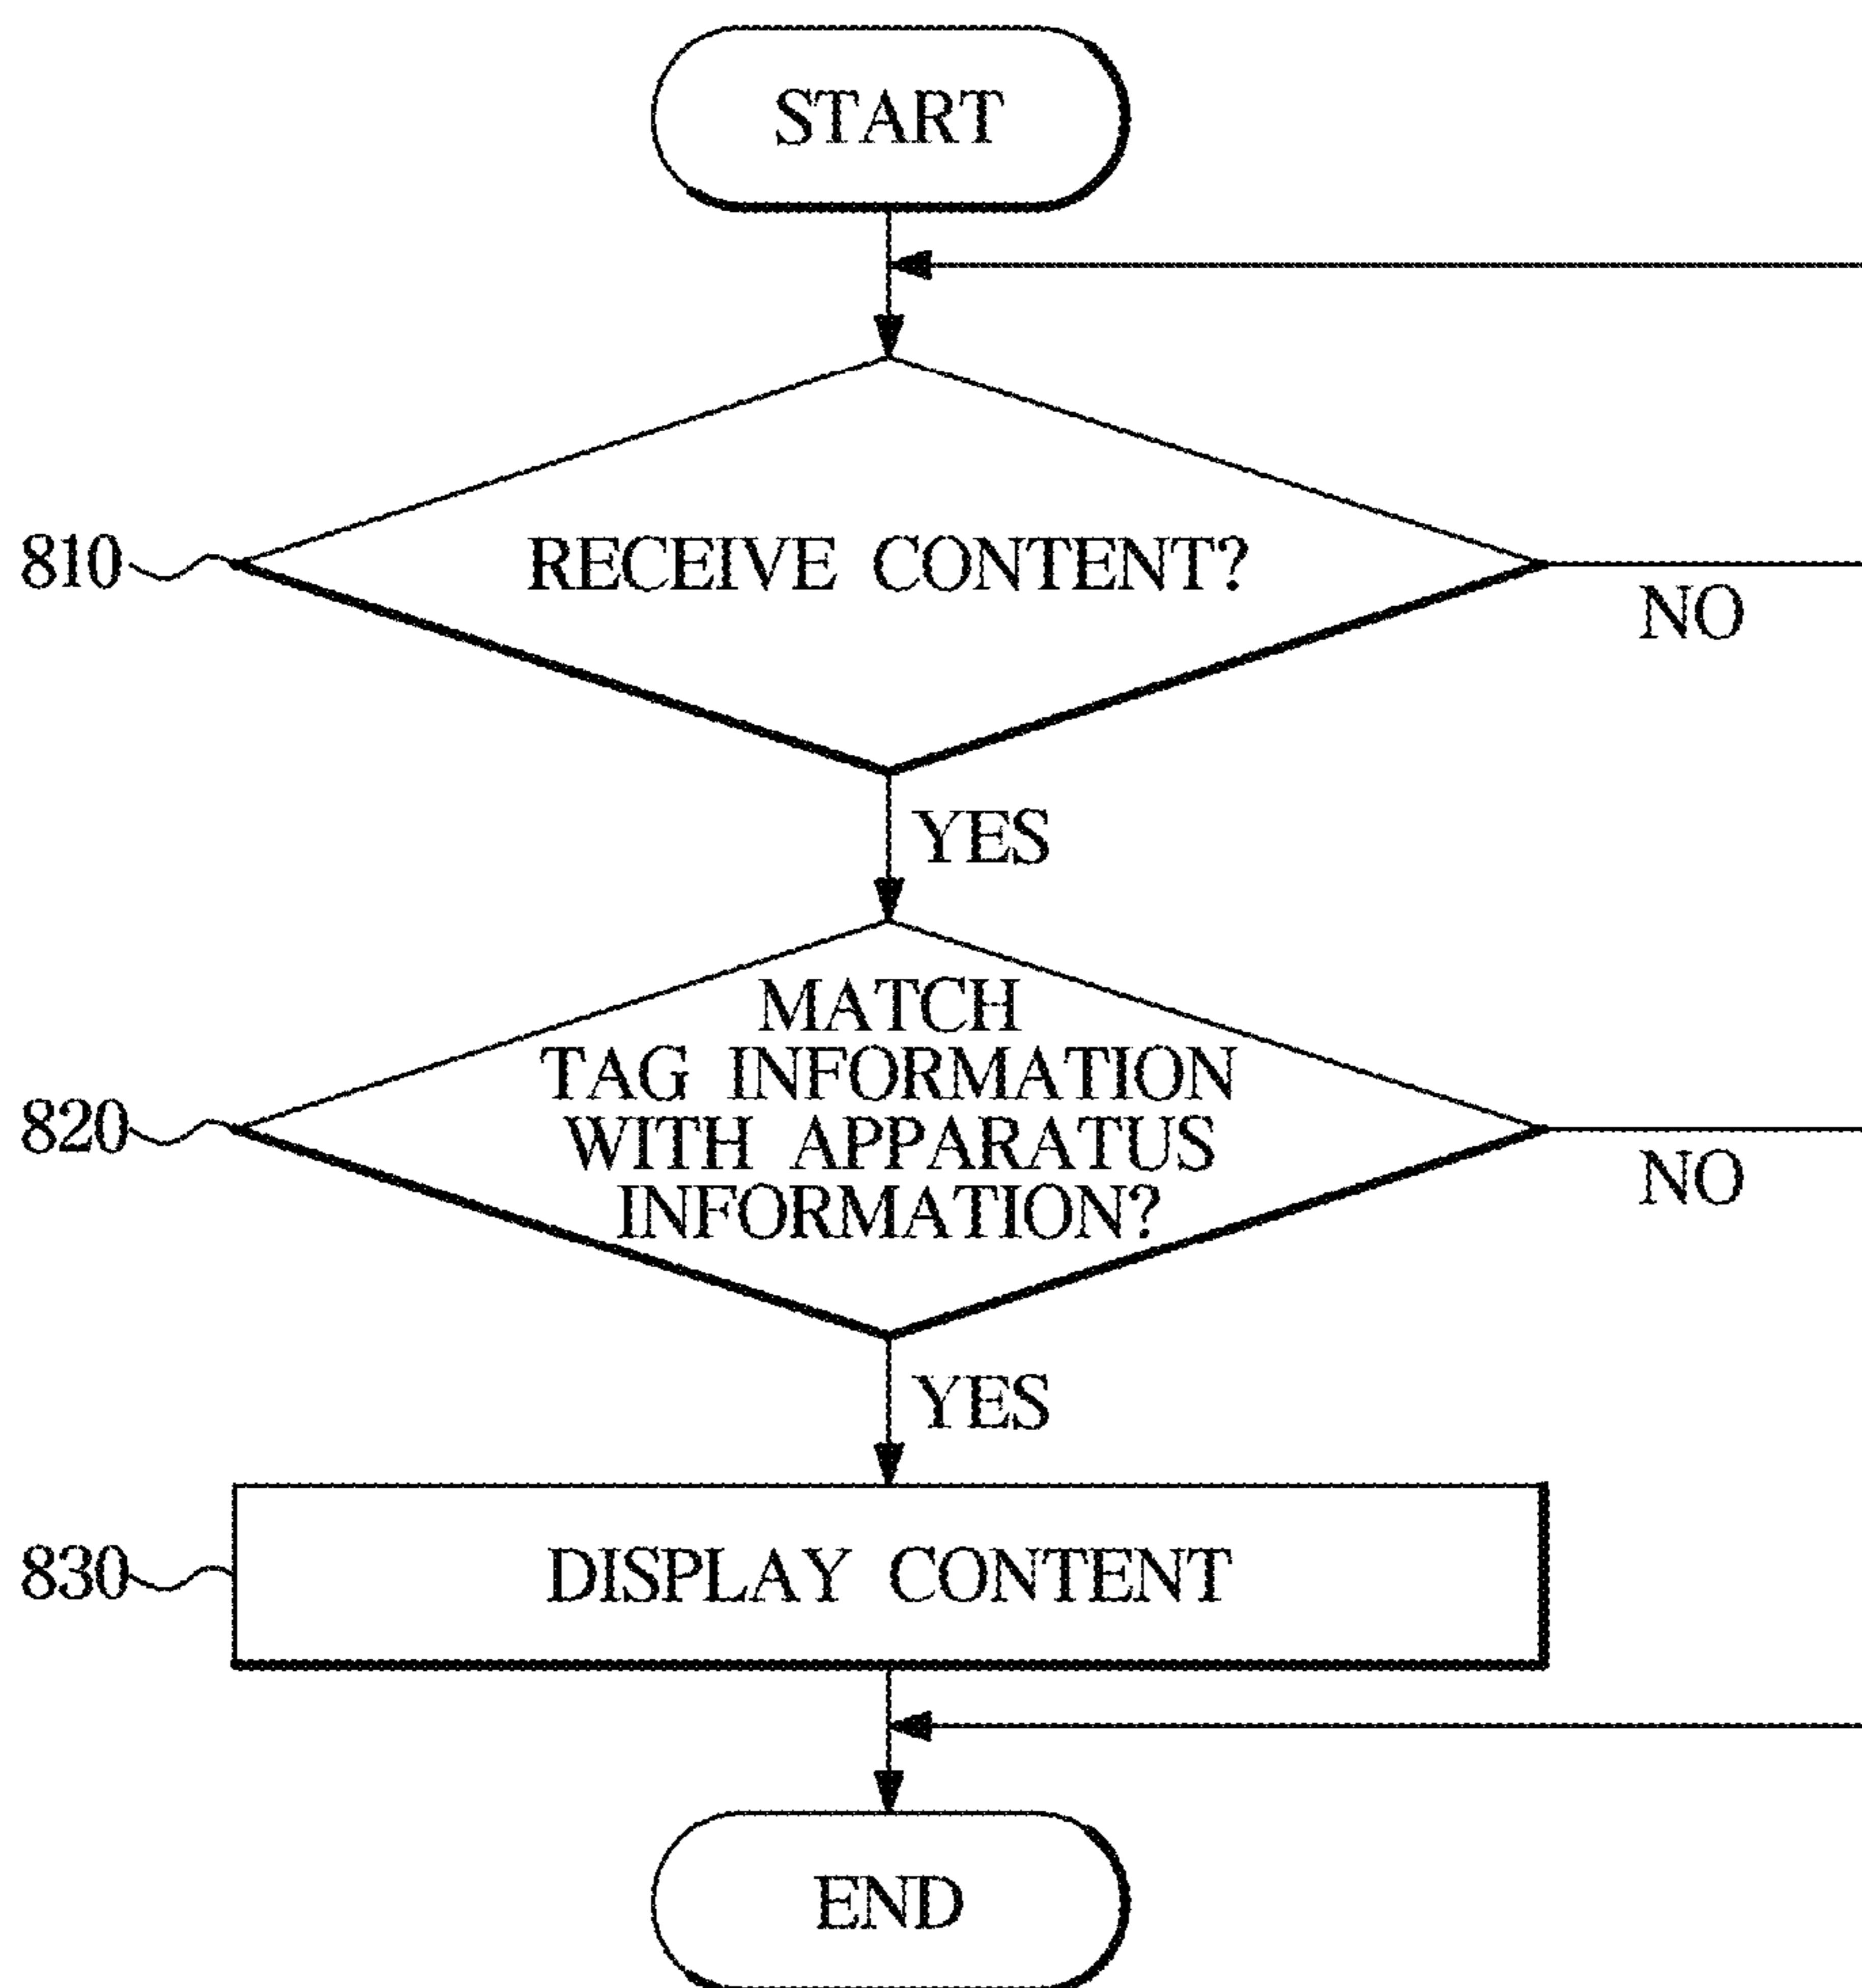 START
810
RECEIVE CONTENT?
NO
YES
820
MATCH
TAG INFORMATION
WITH APPARATUS
INFORMATION?
NO
YES
830
DISPLAY CONTENT
END